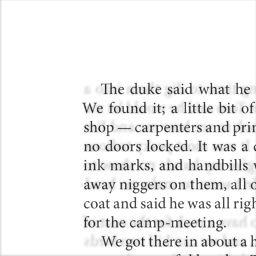 The duke said what he
We found it; a little bit of
shop — carpenters and prin
no doors locked. It was a
ink marks, and handbills
away niggers on them, all
coat and said he was all righ
for the camp-meeting.
We got there in about a h